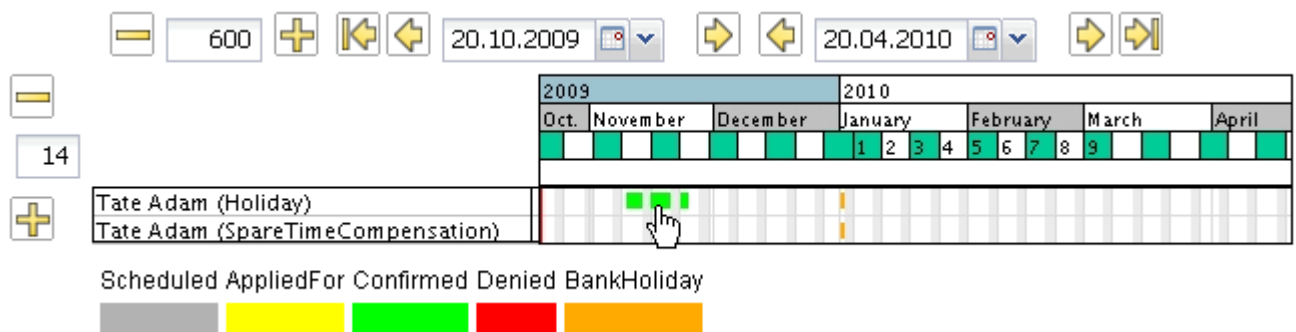 600 20.10.2009 20.04.2010
2009 2010
Oct. November December January February March April
1 2 3 4 5 6 7 8 9
14
Tate Adam (Holiday)
Tate Adam (SpareTimeCompensation)
Scheduled AppliedFor Confirmed Denied BankHoliday